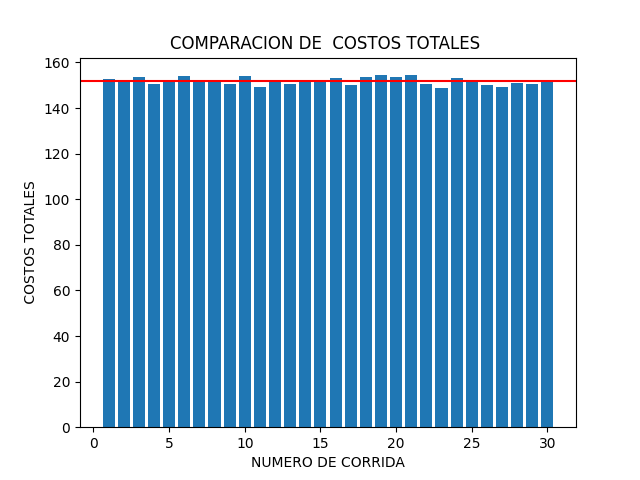 COMPARACION DE  COSTOS TOTALES
160
140
120
100
80
60
40
20
0
COSTOS TOTALES
0 5 10 15 20 25 30
NUMERO DE CORRIDA